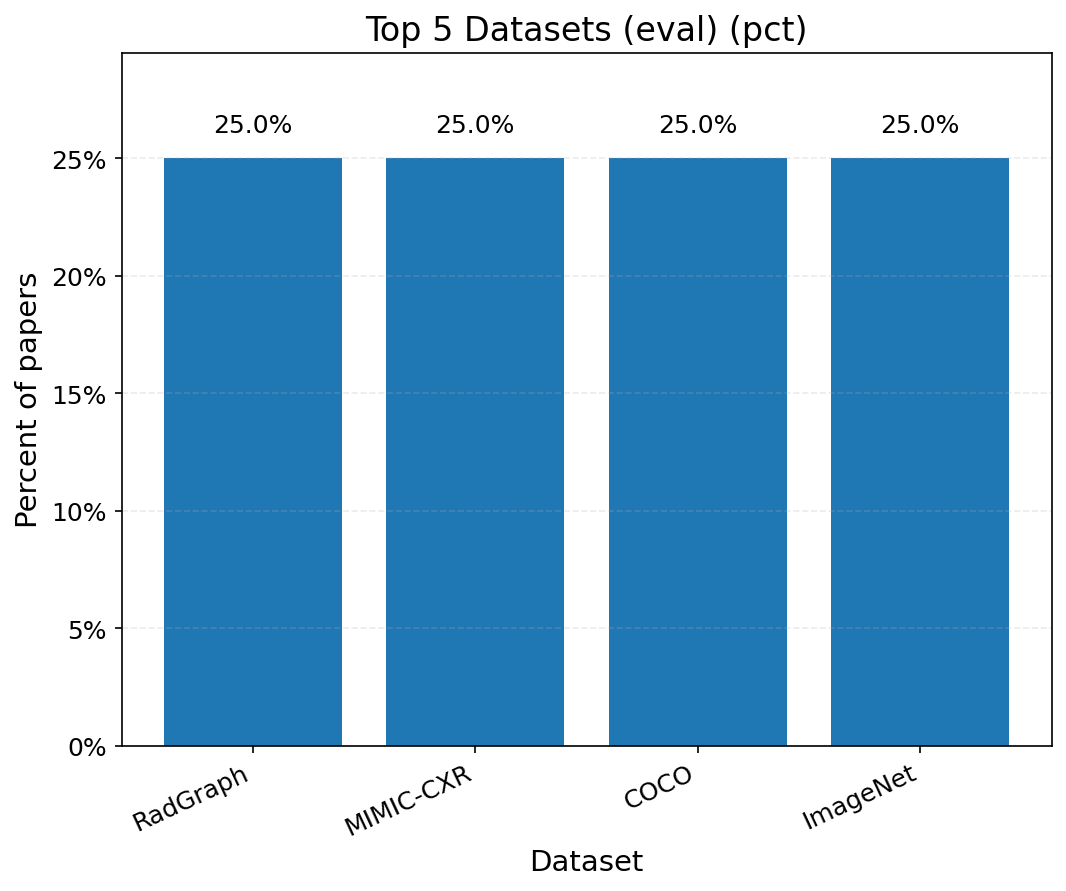 Top 5 Datasets (eval) (pct)
25.0% 25.0% 25.0% 25.0%
25%
20%
15%
10%
5%
0%
Percent of papers
RadGraph MIMIC-CXR COCO ImageNet
Dataset